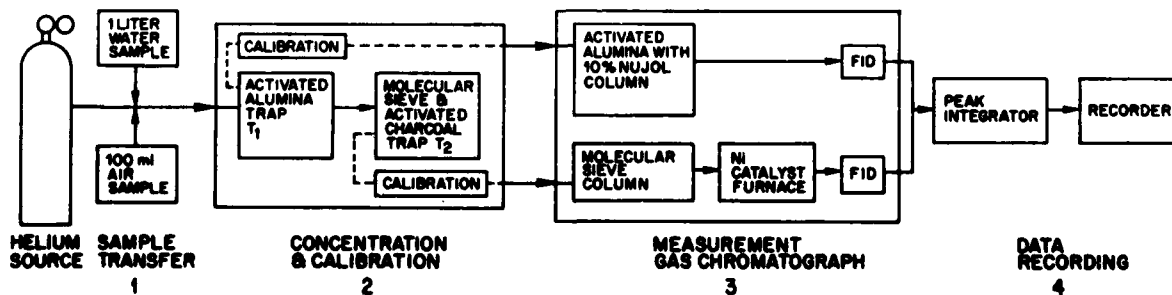 1 LITER
WATER
SAMPLE
100 ml
AIR
SAMPLE
CALIBRATION
ACTIVATED
ALUMINA
TRAP
T1
MOLECULAR
SIEVE &
ACTIVATED
CHARCOAL
TRAP T2
CALIBRATION
ACTIVATED
ALUMINA WITH
10% NUJOL
COLUMN
FID
MOLECULAR
SIEVE
COLUMN
Ni
CATALYST
FURNACE
FID
PEAK
INTEGRATOR
RECORDER
HELIUM
SOURCE
SAMPLE
TRANSFER
1
CONCENTRATION
& CALIBRATION
2
MEASUREMENT
GAS CHROMATOGRAPH
3
DATA
RECORDING
4